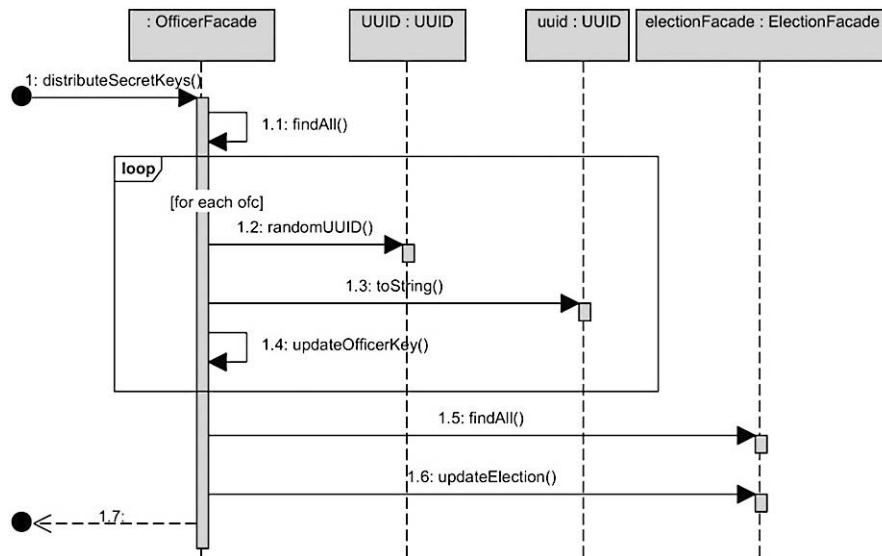 : OfficerFacade
UUID : UUID
uuid : UUID
electionFacade : ElectionFacade
1: distributeSecretKeys()
1.1: findAll()
loop
[for each ofc]
1.2: randomUUID()
1.3: toString()
1.4: updateOfficerKey()
1.5: findAll()
1.6: updateElection()
1.7: